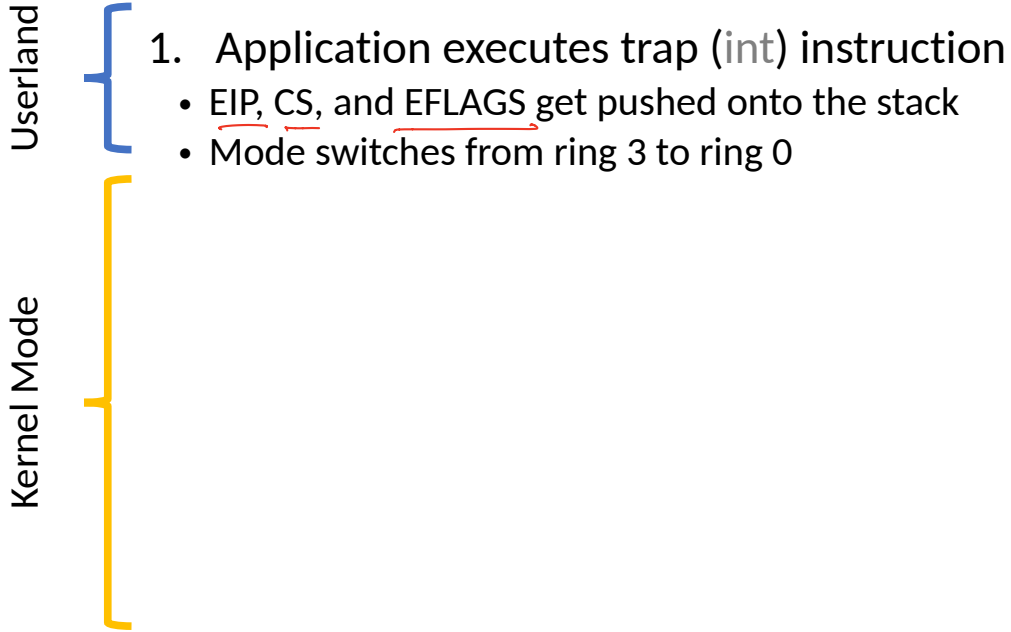 Userland
1. Application executes trap (int) instruction
• EIP, CS, and EFLAGS get pushed onto the stack
• Mode switches from ring 3 to ring 0
Kernel Mode